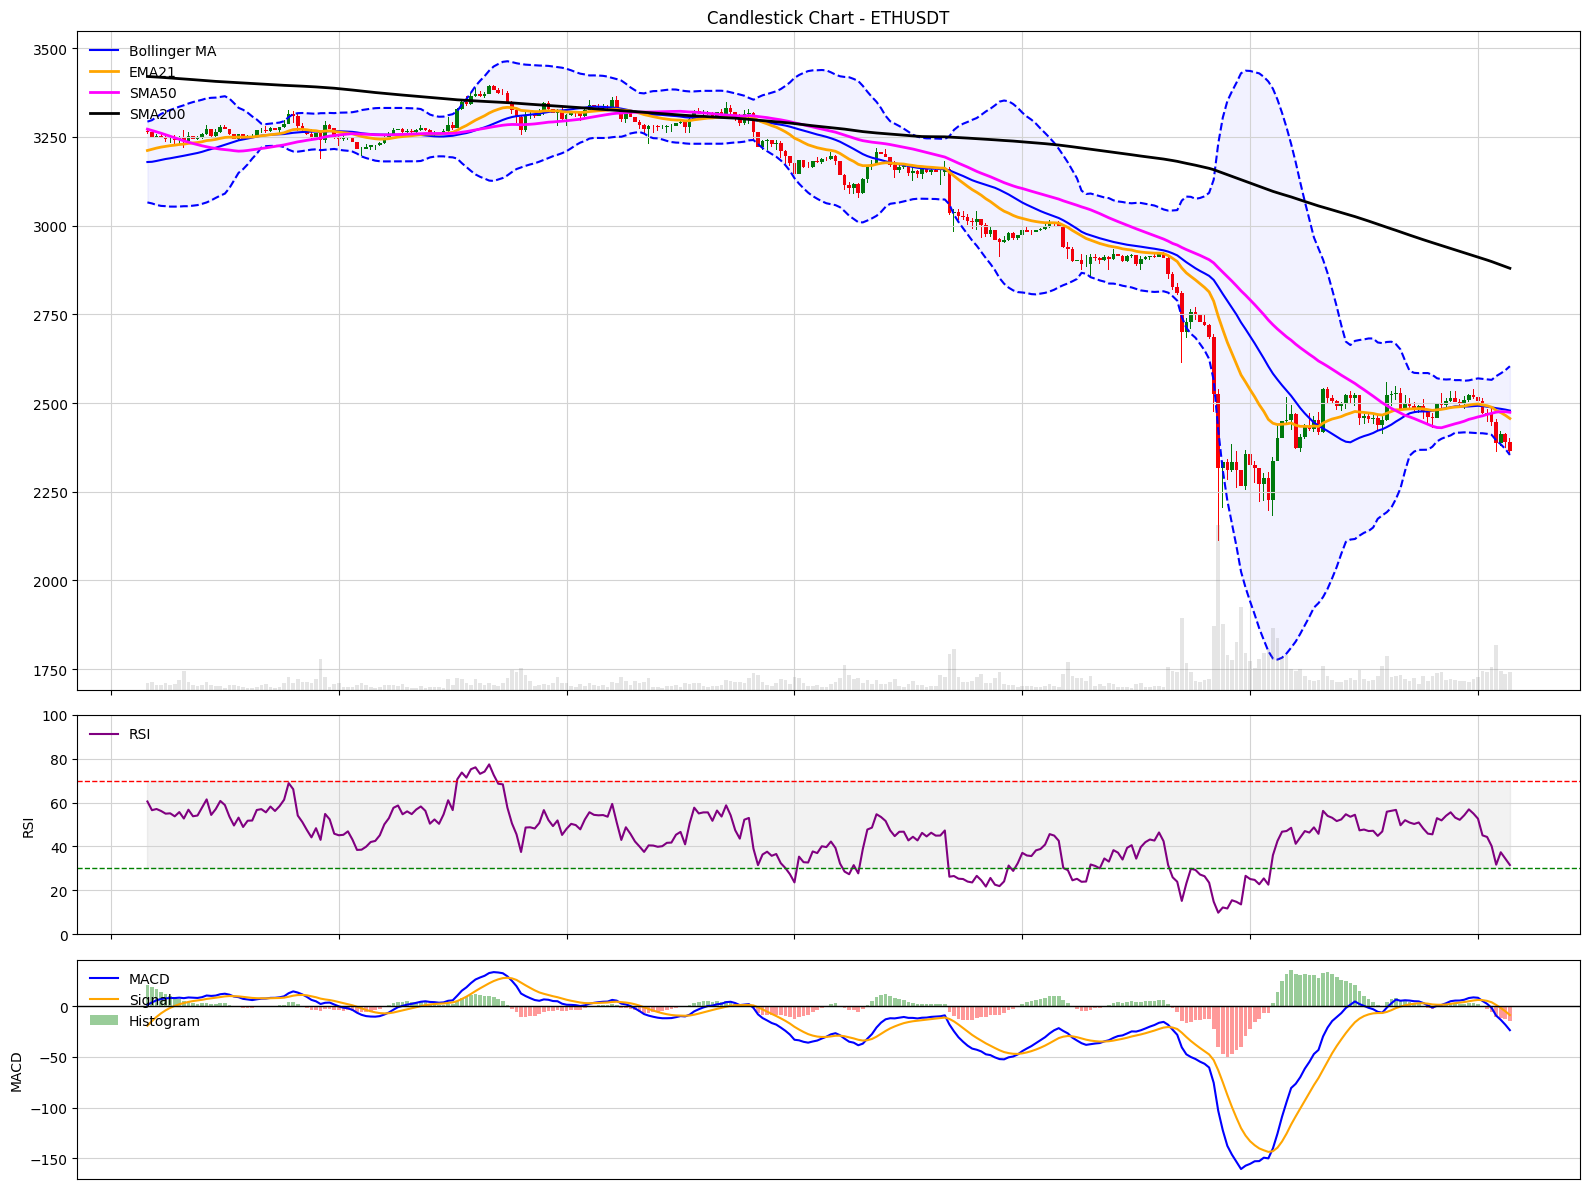 Candlestick Chart - ETHUSDT
3500
3250
3000
2750
2500
2250
2000
1750
Bollinger MA
EMA21
SMA50
SMA200
100
80
60
40
20
0
RSI
RSI
0
−50
−100
−150
MACD
MACD
Signal
Histogram